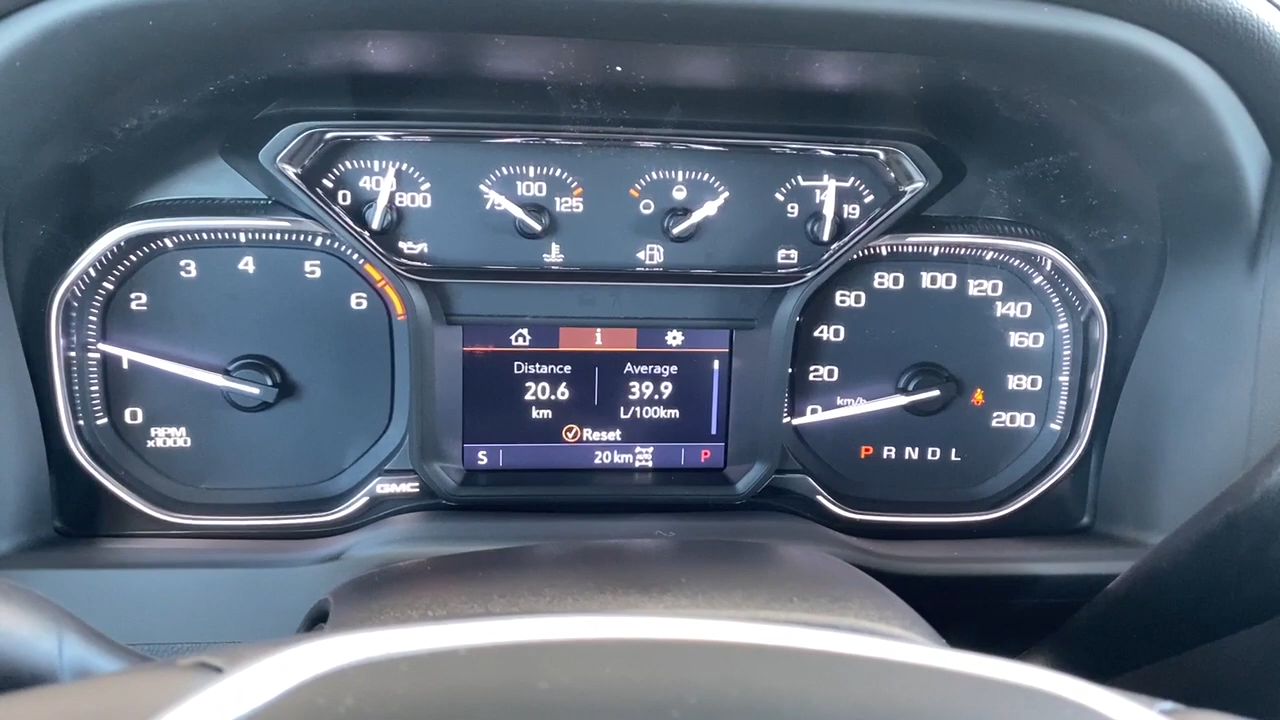 0 400 800
75 100 125
9 14 19
0 1 2 3 4 5 6
RPM
x1000
i
Distance Average
20.6 39.9
km L/100km
Reset
S 20 km P
GMC
0 20 40 60 80 100 120 140 160 180 200
km/h
P R N D L